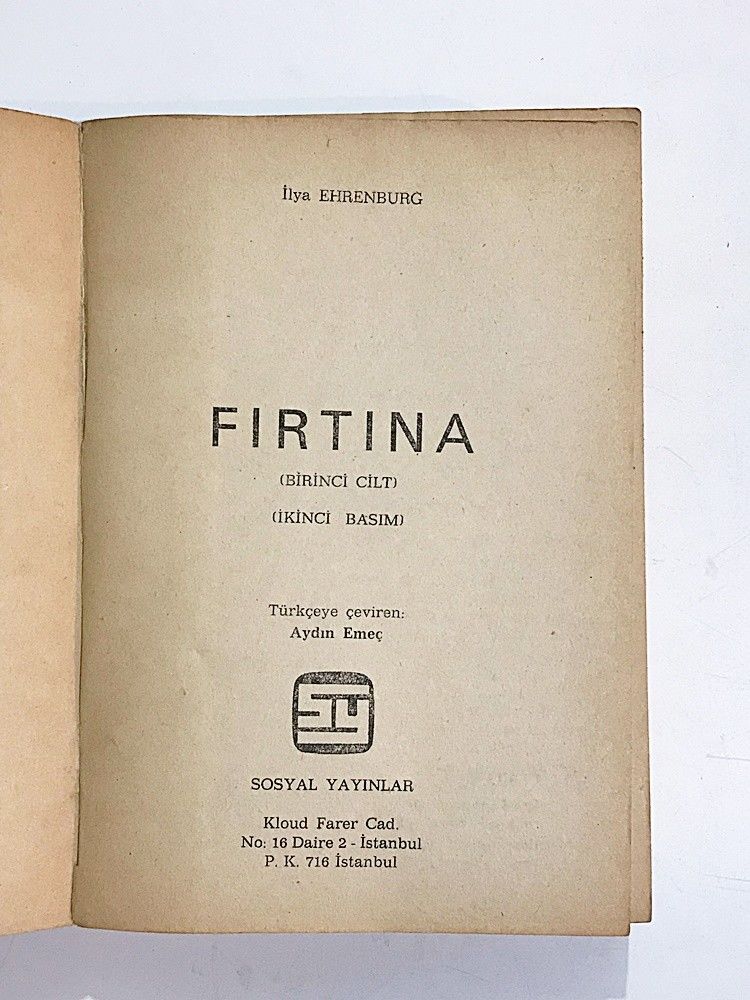 İlya EHRENBURG
FIRTINA
(BİRİNCİ CİLT)
(İKİNCİ BASIM)
Türkçeye çeviren:
Aydın Emeç
SY
SOSYAL YAYINLAR
Kloud Farer Cad.
No: 16 Daire 2 - İstanbul
P. K. 716 İstanbul